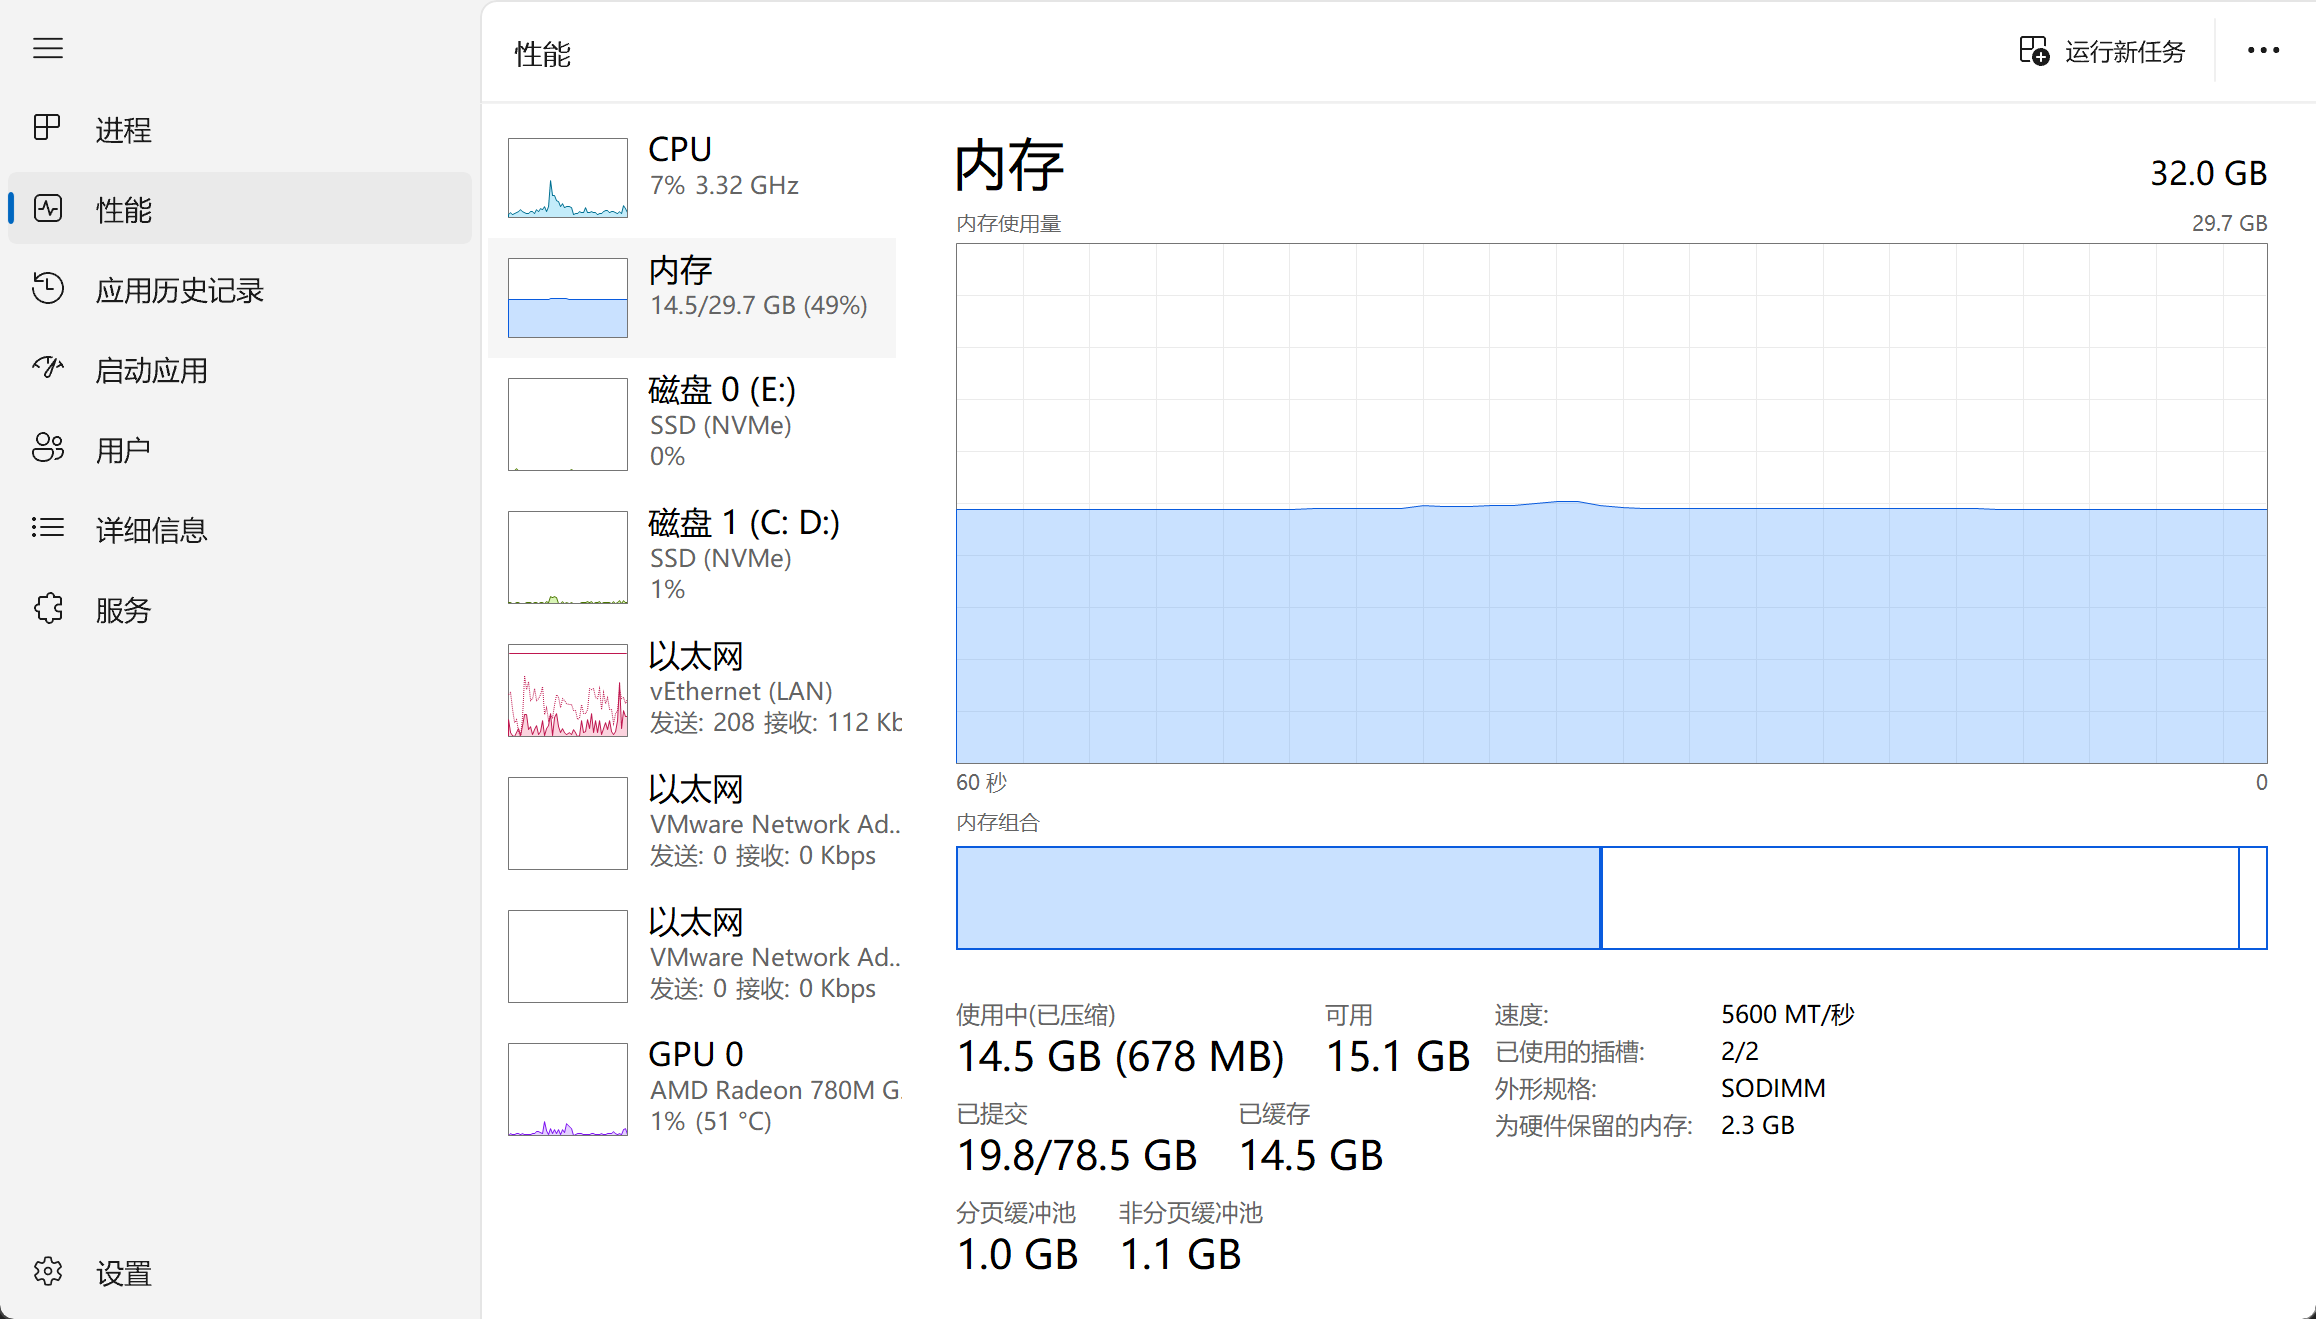 性能
运行新任务
进程
性能
应用历史记录
启动应用
用户
详细信息
服务
设置
CPU
7% 3.32 GHz
内存
14.5/29.7 GB (49%)
磁盘 0 (E:)
SSD (NVMe)
0%
磁盘 1 (C: D:)
SSD (NVMe)
1%
以太网
vEthernet (LAN)
发送: 208 接收: 112 Kb
以太网
VMware Network Ad..
发送: 0 接收: 0 Kbps
以太网
VMware Network Ad..
发送: 0 接收: 0 Kbps
GPU 0
AMD Radeon 780M G.
1% (51 °C)
内存
32.0 GB
内存使用量
29.7 GB
60 秒
0
内存组合
使用中(已压缩)
14.5 GB (678 MB)
可用
15.1 GB
已提交
19.8/78.5 GB
已缓存
14.5 GB
分页缓冲池
1.0 GB
非分页缓冲池
1.1 GB
速度: 5600 MT/秒
已使用的插槽: 2/2
外形规格: SODIMM
为硬件保留的内存: 2.3 GB